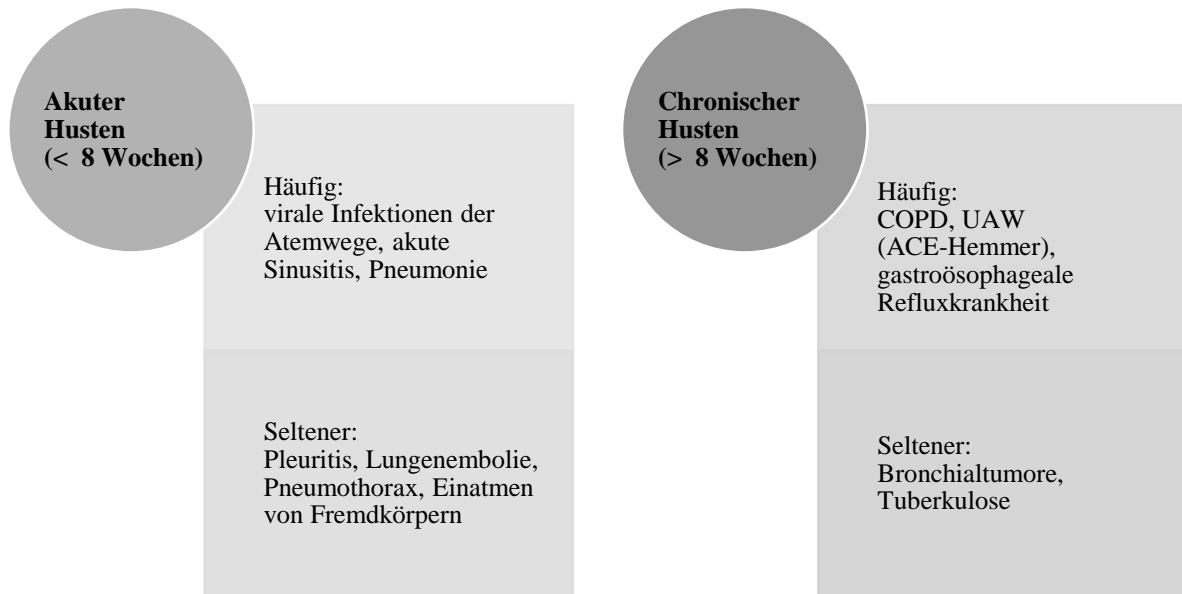 Akuter
Husten
(< 8 Wochen)
Häufig:
virale Infektionen der
Atemwege, akute
Sinusitis, Pneumonie
Seltener:
Pleuritis, Lungenembolie,
Pneumothorax, Einatmen
von Fremdkörpern
Chronischer
Husten
(> 8 Wochen)
Häufig:
COPD, UAW
(ACE-Hemmer),
gastroösophageale
Refluxkrankheit
Seltener:
Bronchialtumore,
Tuberkulose